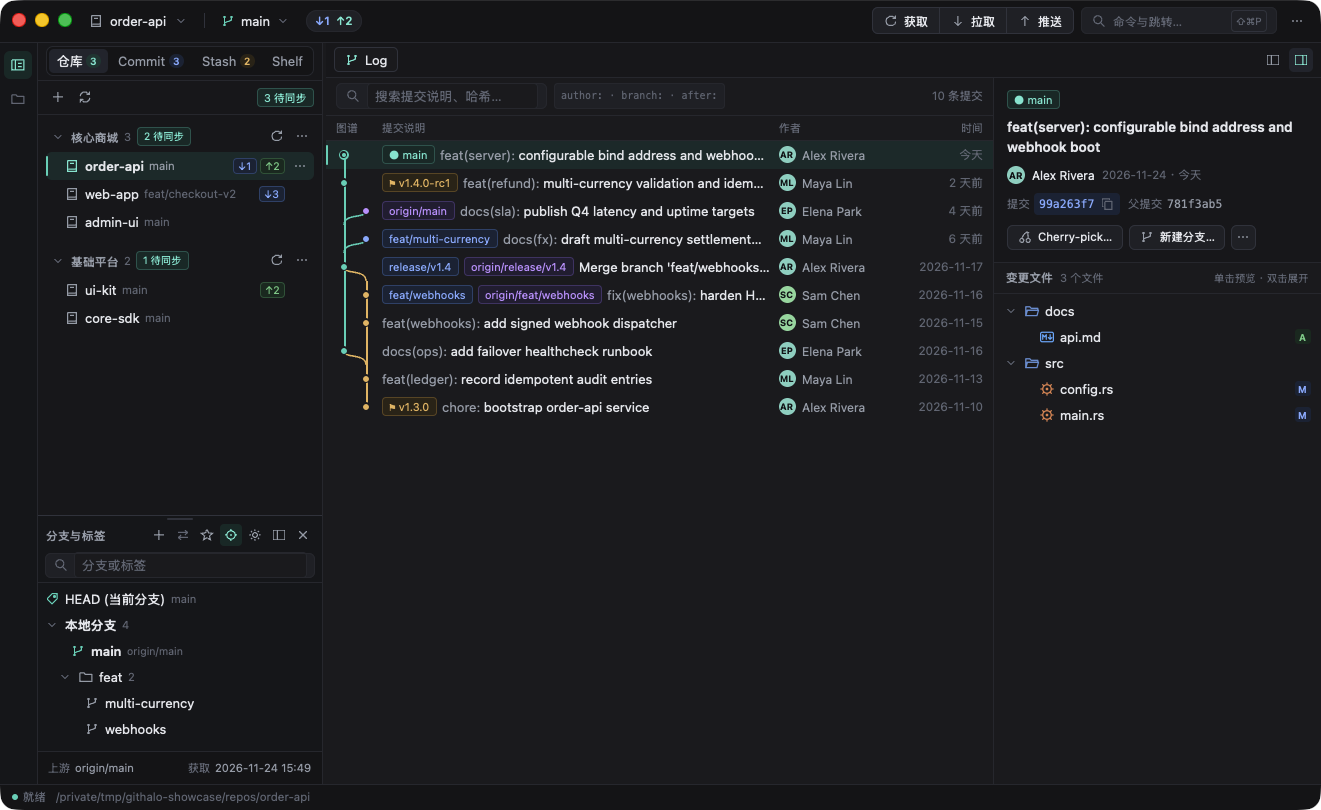 order-api main ↓1 ↑2 获取 拉取 推送 命令与跳转… ⇧⌘P
仓库 3 Commit 3 Stash 2 Shelf
Log
3 待同步
核心商城 3 2 待同步
order-api main ↓1 ↑2
web-app feat/checkout-v2 ↓3
admin-ui main
基础平台 2 1 待同步
ui-kit main ↑2
core-sdk main
分支与标签
分支或标签
HEAD (当前分支) main
本地分支 4
main origin/main
feat 2
multi-currency
webhooks
上游 origin/main 获取 2026-11-24 15:49
搜索提交说明、哈希… author: · branch: · after: 10 条提交
图谱 提交说明 作者 时间
main feat(server): configurable bind address and webhoo… AR Alex Rivera 今天
v1.4.0-rc1 feat(refund): multi-currency validation and idem… ML Maya Lin 2 天前
origin/main docs(sla): publish Q4 latency and uptime targets EP Elena Park 4 天前
feat/multi-currency docs(fx): draft multi-currency settlement… ML Maya Lin 6 天前
release/v1.4 origin/release/v1.4 Merge branch 'feat/webhooks… AR Alex Rivera 2026-11-17
feat/webhooks origin/feat/webhooks fix(webhooks): harden H… SC Sam Chen 2026-11-16
feat(webhooks): add signed webhook dispatcher SC Sam Chen 2026-11-15
docs(ops): add failover healthcheck runbook EP Elena Park 2026-11-16
feat(ledger): record idempotent audit entries ML Maya Lin 2026-11-13
v1.3.0 chore: bootstrap order-api service AR Alex Rivera 2026-11-10
main
feat(server): configurable bind address and
webhook boot
AR Alex Rivera 2026-11-24 · 今天
提交 99a263f7 父提交 781f3ab5
Cherry-pick… 新建分支…
变更文件 3 个文件 单击预览 · 双击展开
docs
api.md A
src
config.rs M
main.rs M
就绪 /private/tmp/githalo-showcase/repos/order-api